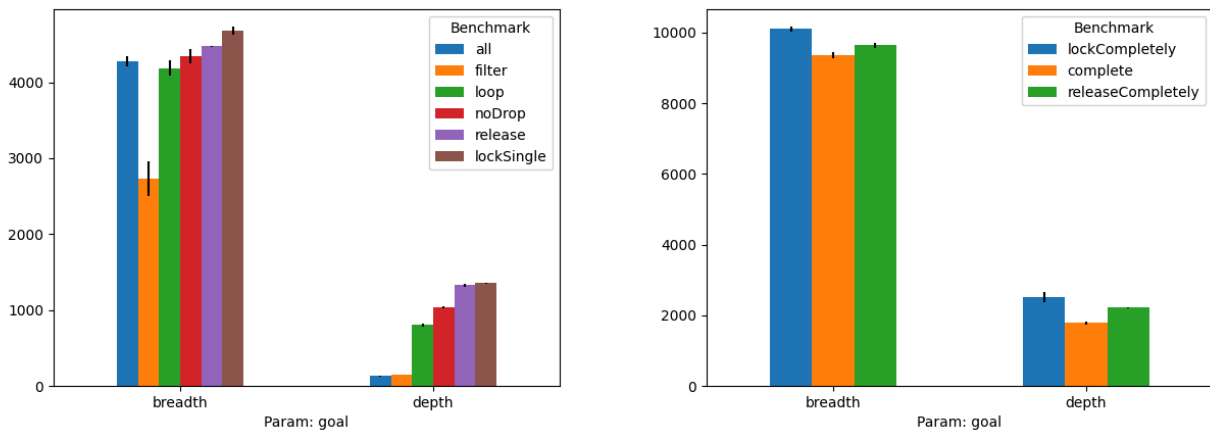 Benchmark
all
filter
loop
noDrop
release
lockSingle
4000
3000
2000
1000
0
breadth
depth
Param: goal
Benchmark
lockCompletely
complete
releaseCompletely
10000
8000
6000
4000
2000
0
breadth
depth
Param: goal